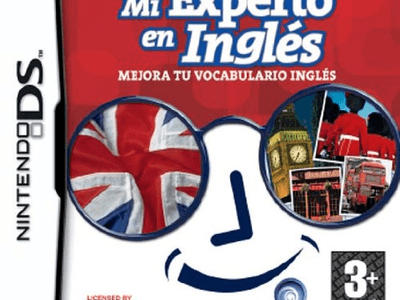 Mi Experto
en Inglés
MEJORA TU VOCABULARIO INGLÉS
NINTENDO DS
LICENSED BY
3+